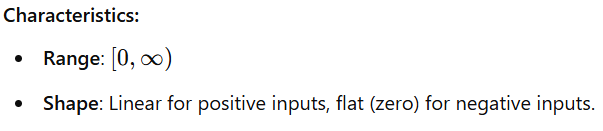 Characteristics:
• Range: [0, ∞)
• Shape: Linear for positive inputs, flat (zero) for negative inputs.